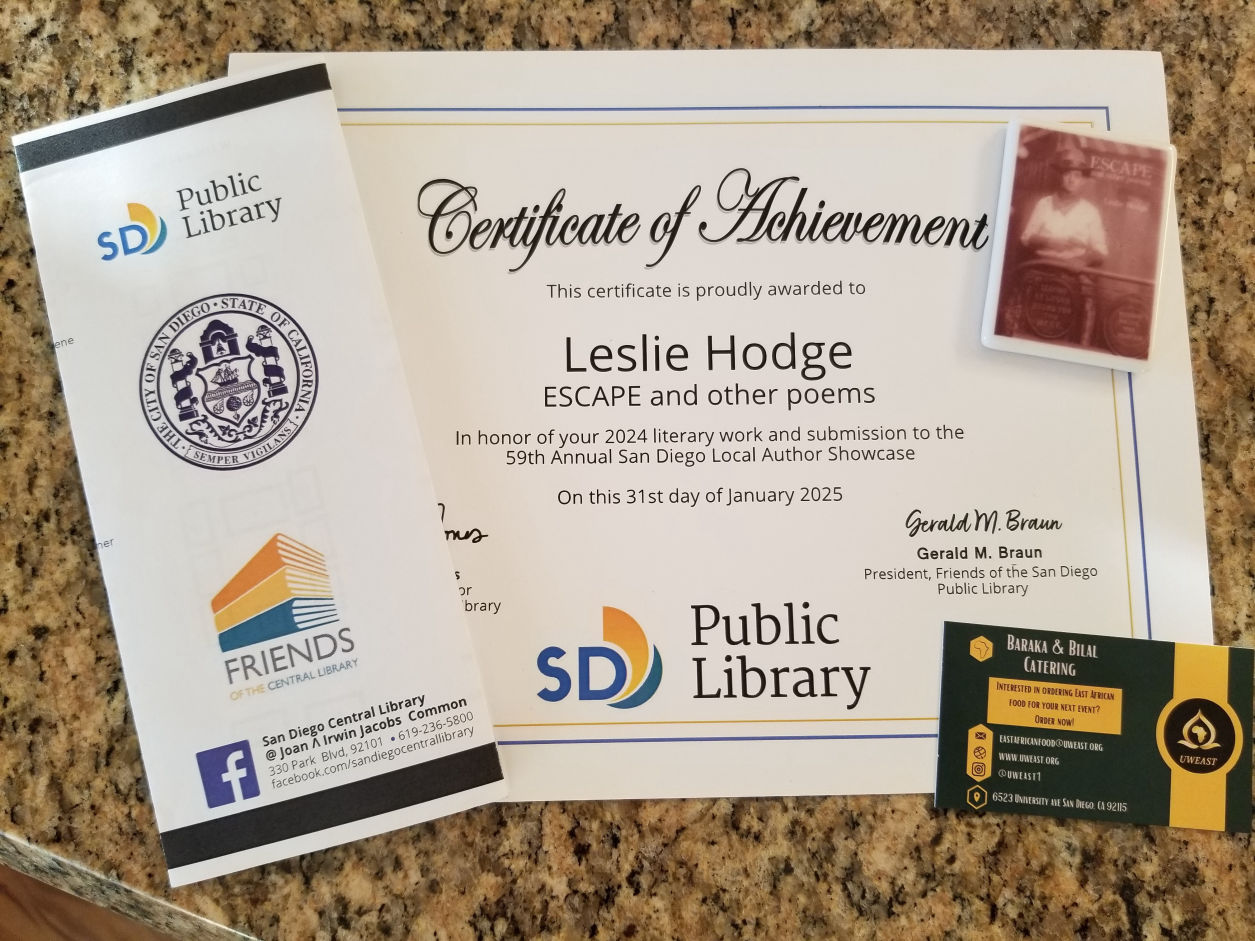 SD Public
Library
THE CITY OF SAN DIEGO • STATE OF CALIFORNIA
SEMPER VIGILANS
ene
ner
FRIENDS
OF THE CENTRAL LIBRARY
San Diego Central Library
@ Joan Λ Irwin Jacobs Common
330 Park Blvd, 92101 • 619-236-5800
facebook.com/sandiegocentrallibrary
f
Certificate of Achievement
This certificate is proudly awarded to
Leslie Hodge
ESCAPE and other poems
In honor of your 2024 literary work and submission to the
59th Annual San Diego Local Author Showcase
On this 31st day of January 2025
s
or
brary
Gerald M. Braun
Gerald M. Braun
President, Friends of the San Diego
Public Library
SD Public
Library
ESCAPE
Leslie Hodge
BARAKA & BILAL
CATERING
INTERESTED IN ORDERING EAST AFRICAN
FOOD FOR YOUR NEXT EVENT?
ORDER NOW!
EASTAFRICANFOOD@UWEAST.ORG
WWW.UWEAST.ORG
@UWEAST1
6523 UNIVERSITY AVE SAN DIEGO, CA 92115
UWEAST